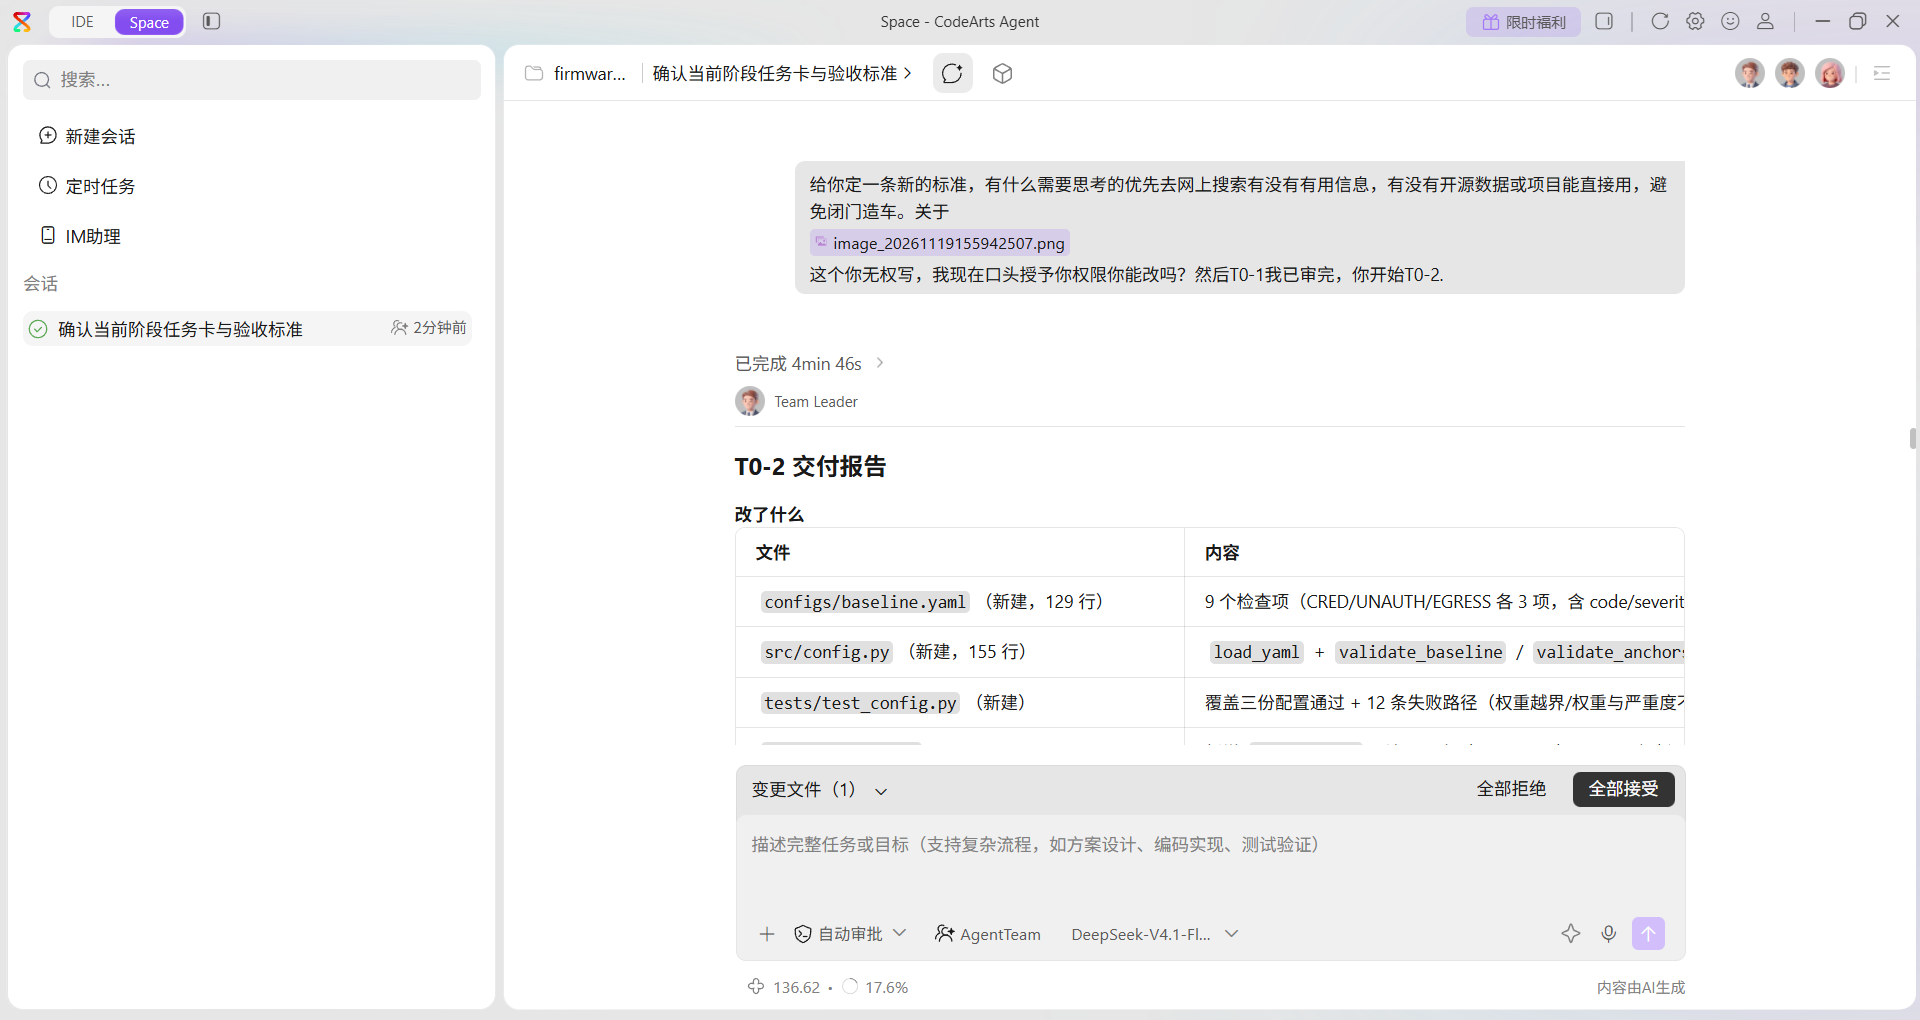 IDE
Space
Space - CodeArts Agent
限时福利
搜索...
新建会话
定时任务
IM助理
会话
确认当前阶段任务卡与验收标准
2分钟前
firmwar...
确认当前阶段任务卡与验收标准
给你定一条新的标准，有什么需要思考的优先去网上搜索有没有有用信息，有没有开源数据或项目能直接用，避
免闭门造车。关于
image_20261119155942507.png
这个你无权写，我现在口头授予你权限你能改吗？然后T0-1我已审完，你开始T0-2.
已完成 4min 46s
Team Leader
T0-2 交付报告
改了什么
文件 内容
configs/baseline.yaml （新建，129 行） 9 个检查项（CRED/UNAUTH/EGRESS 各 3 项，含 code/severit
src/config.py （新建，155 行） load_yaml + validate_baseline / validate_anchors
tests/test_config.py （新建） 覆盖三份配置通过 + 12 条失败路径（权重越界/权重与严重度不
变更文件（1）
全部拒绝
全部接受
描述完整任务或目标（支持复杂流程，如方案设计、编码实现、测试验证）
自动审批
AgentTeam
DeepSeek-V4.1-Fl...
136.62 • 17.6%
内容由AI生成